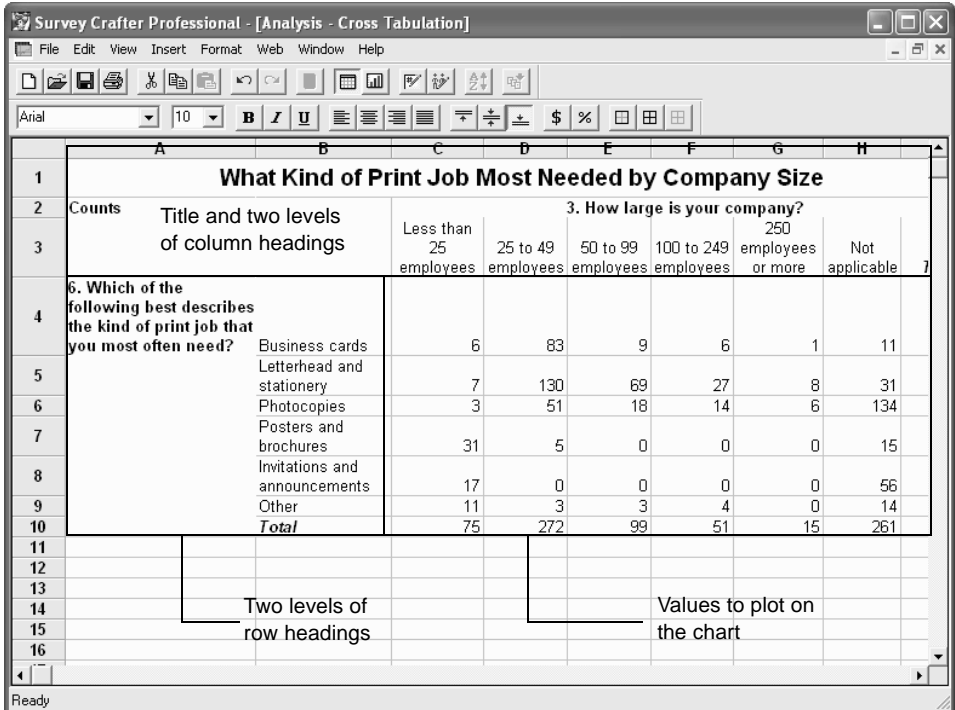 Survey Crafter Professional - [Analysis - Cross Tabulation]
File Edit View Insert Format Web Window Help
Arial 10 B I U $ %
A B C D E F G H
1 What Kind of Print Job Most Needed by Company Size
2 Counts 3. How large is your company?
Title and two levels
of column headings
3 Less than 25 employees 25 to 49 employees 50 to 99 employees 100 to 249 employees 250 employees or more Not applicable
4 6. Which of the
following best describes
the kind of print job that
you most often need? Business cards 6 83 9 6 1 11
5 Letterhead and
stationery 7 130 69 27 8 31
6 Photocopies 3 51 18 14 6 134
7 Posters and
brochures 31 5 0 0 0 15
8 Invitations and
announcements 17 0 0 0 0 56
9 Other 11 3 3 4 0 14
10 Total 75 272 99 51 15 261
11
12
13
14
15
16
Two levels of
row headings
Values to plot on
the chart
Ready